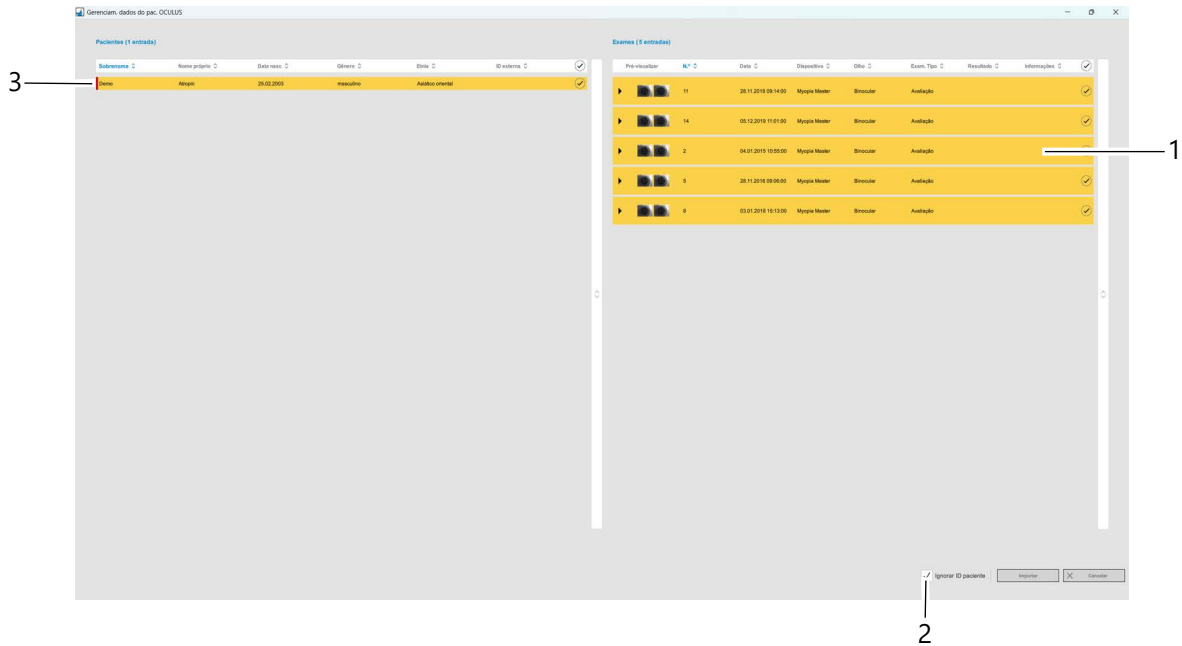 Gerenciam. dados do pac. OCULUS
Pacientes (1 entrada)
Sobrenome Nome próprio Data nasc. Gênero Etnia ID externa
Demo Atropin 25.02.2003 masculino Asiático oriental
Exames (5 entradas)
Pré-visualizar N.º Data Dispositivo Olho Exam. Tipo Resultado Informações
11 28.11.2018 09:14:00 Myopia Master Binocular Avaliação
14 05.12.2019 11:01:00 Myopia Master Binocular Avaliação
2 04.01.2015 10:55:00 Myopia Master Binocular Avaliação
5 28.11.2016 09:06:00 Myopia Master Binocular Avaliação
8 03.01.2018 15:13:00 Myopia Master Binocular Avaliação
Ignorar ID paciente Importar Cancelar
3
1
2